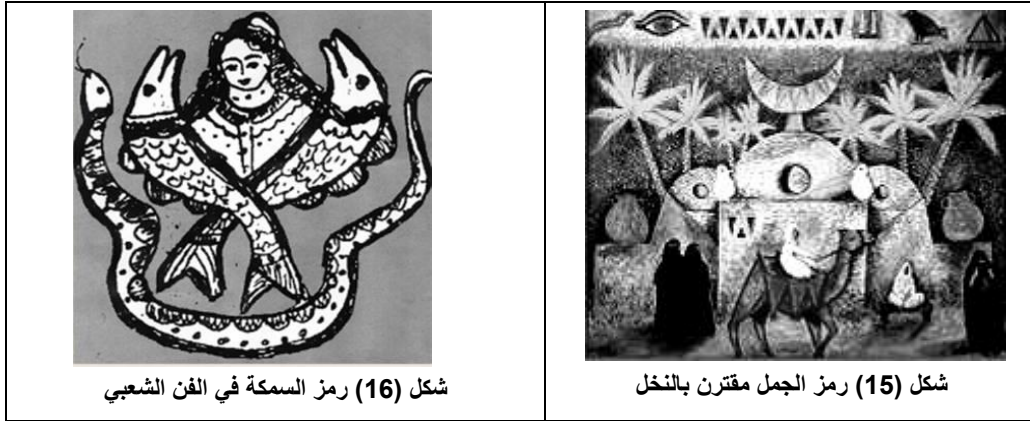 شكل (15) رمز الجمل مقترن بالنخل
شكل (16) رمز السمكة في الفن الشعبي